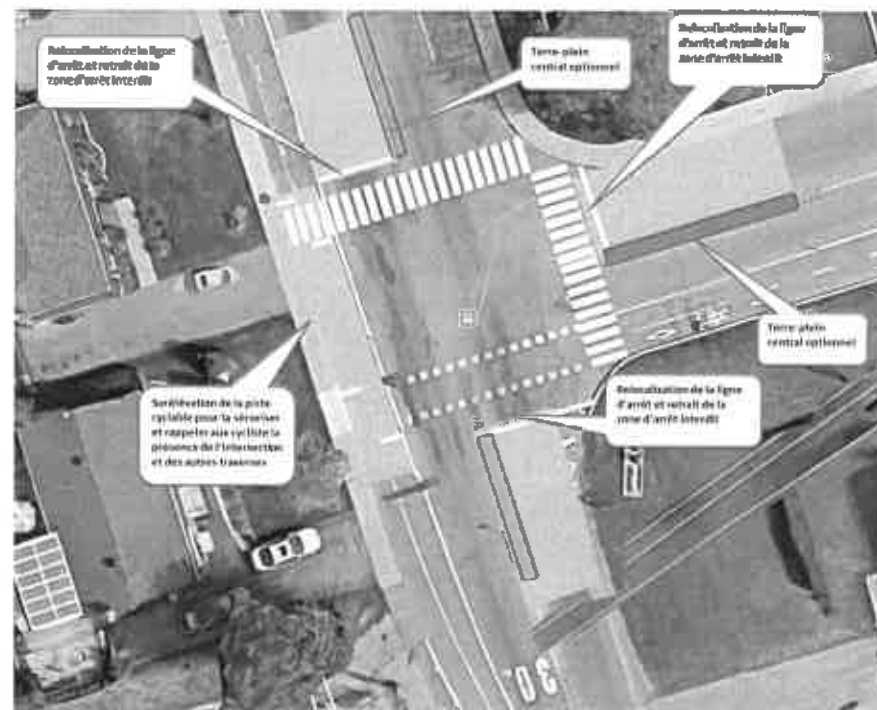 Relocalisation de la ligne
d'arrêt et retrait de la
zone d'arrêt interdit
Terre-plein
central optionnel
Relocalisation de la ligne
d'arrêt et retrait de la
zone d'arrêt interdit
Terre-plein
central optionnel
Surélévation de la piste
cyclable pour la sécuriser
et rappeler aux cycliste la
présence de l'intersection
et des autres traverses
Relocalisation de la ligne
d'arrêt et retrait de la
zone d'arrêt interdit
30